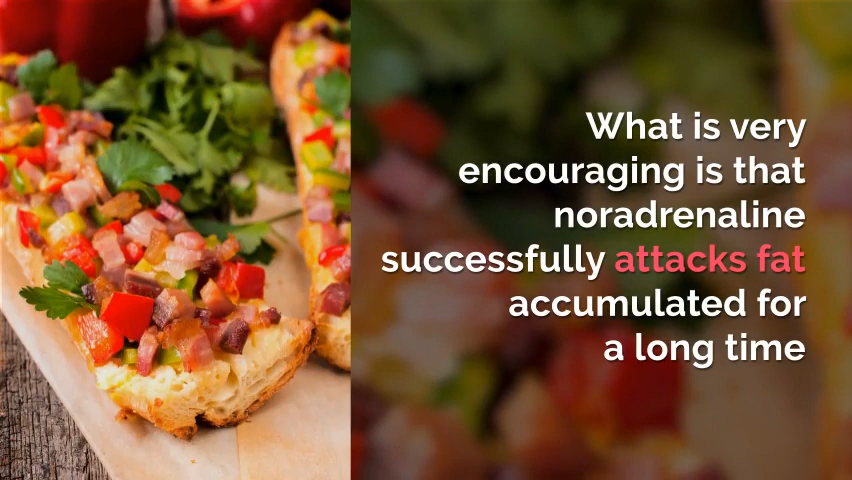 What is very
encouraging is that
noradrenaline
successfully attacks fat
accumulated for
a long time